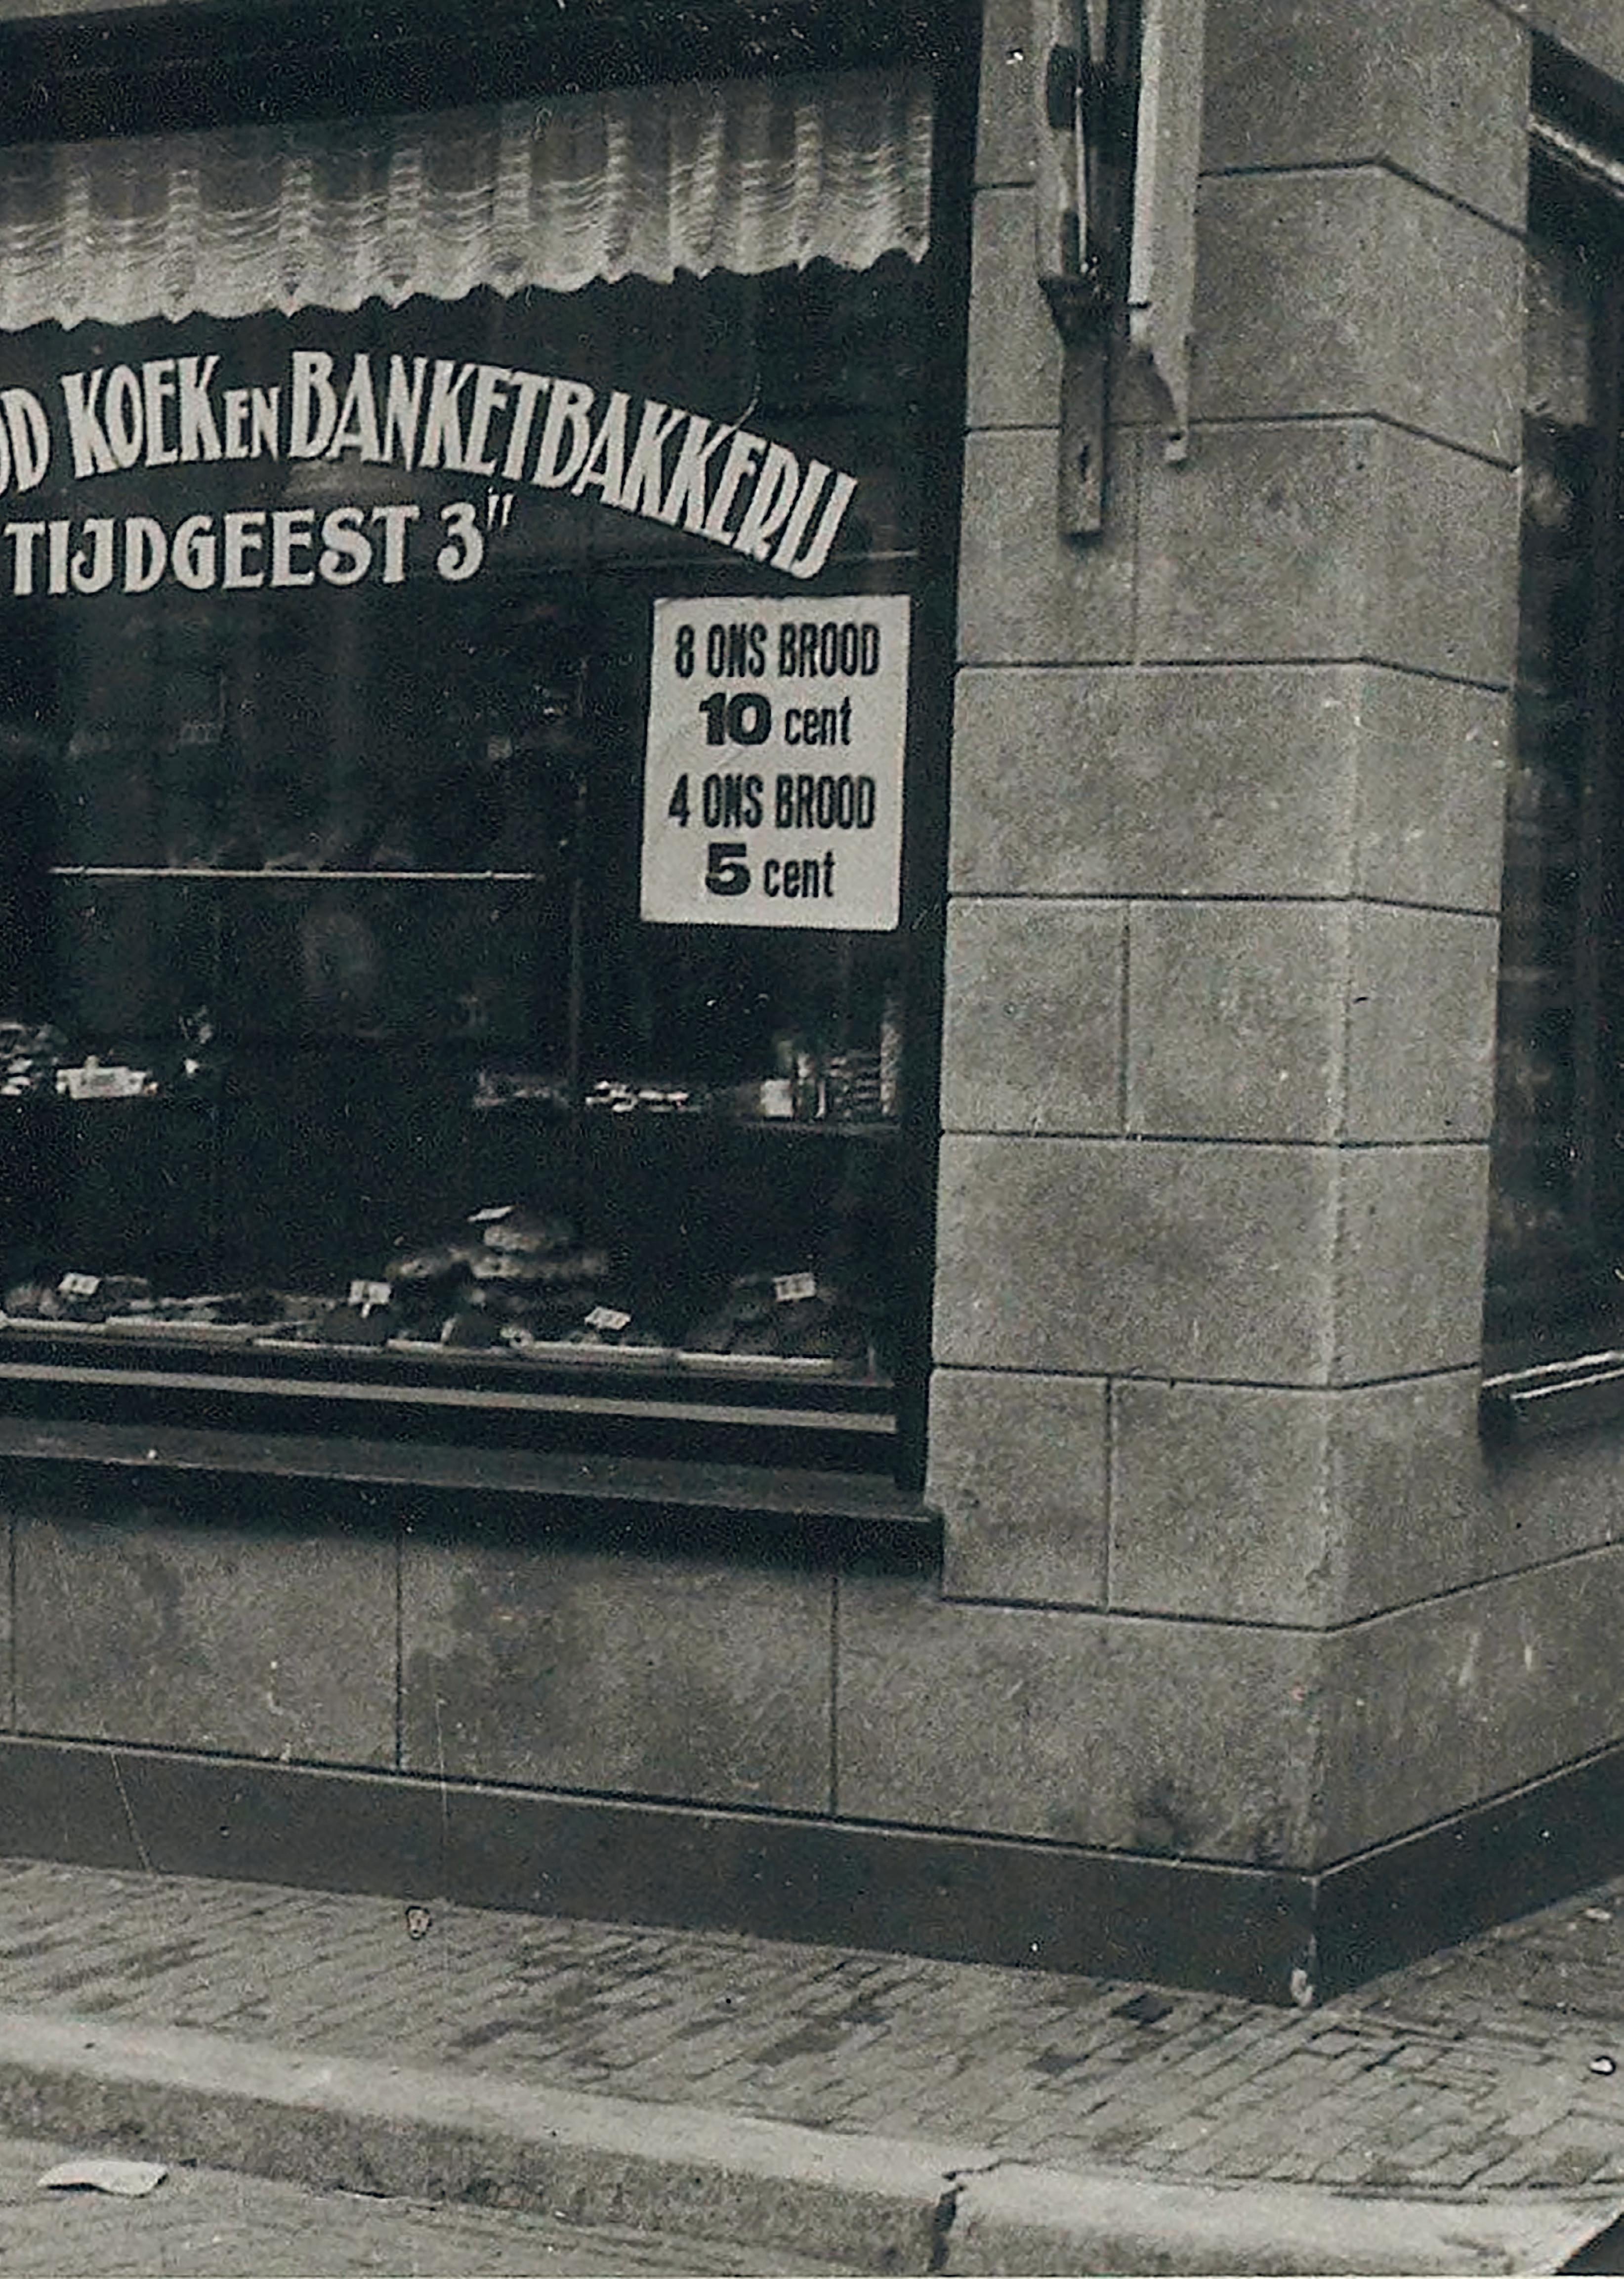 OD KOEK EN BANKETBAKKERIJ
TIJDGEEST 3"
8 ONS BROOD
10 cent
4 ONS BROOD
5 cent